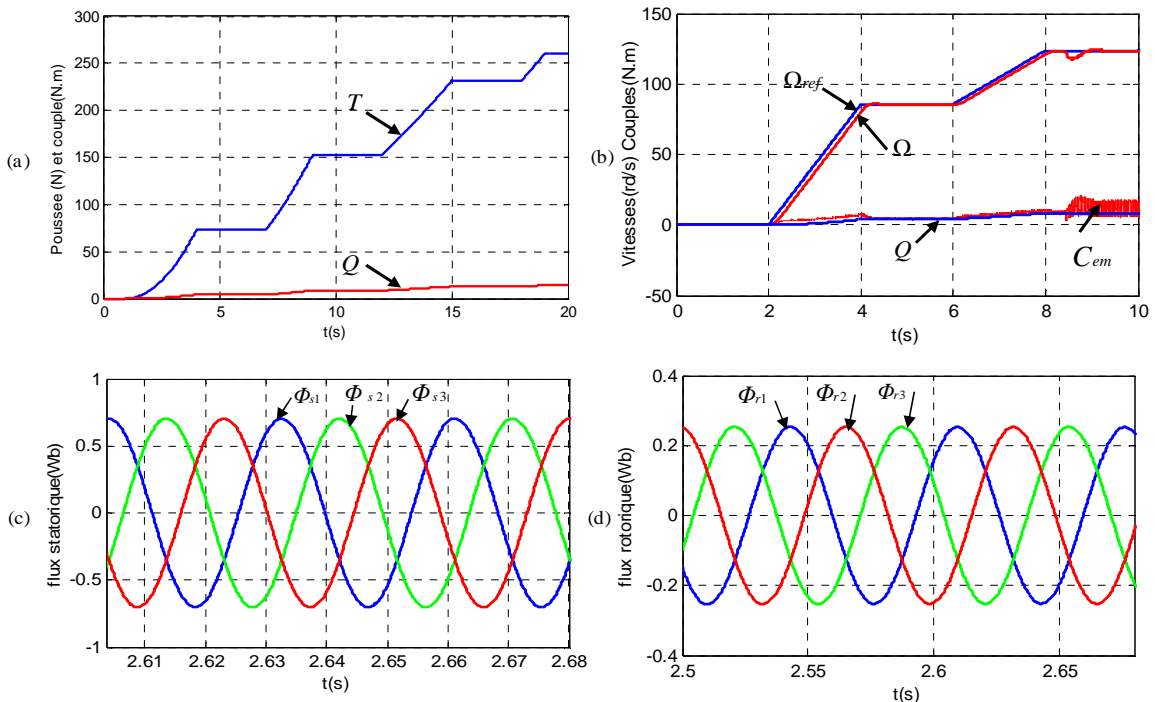 (a)
Poussee (N) et couple(N.m)
300
250
200
150
100
50
0
T
Q
0 5 10 15 20
t(s)
(b)
Vitesses(rd/s) Couples(N.m)
150
100
50
0
-50
Ωref
Ω
Q
Cem
0 2 4 6 8 10
t(s)
(c)
flux statorique(Wb)
1
0.5
0
-0.5
-1
Φs1 Φs2 Φs3
2.61 2.62 2.63 2.64 2.65 2.66 2.67 2.68
t(s)
(d)
flux rotorique(Wb)
0.4
0.2
0
-0.2
-0.4
Φr1 Φr2 Φr3
2.5 2.55 2.6 2.65
t(s)